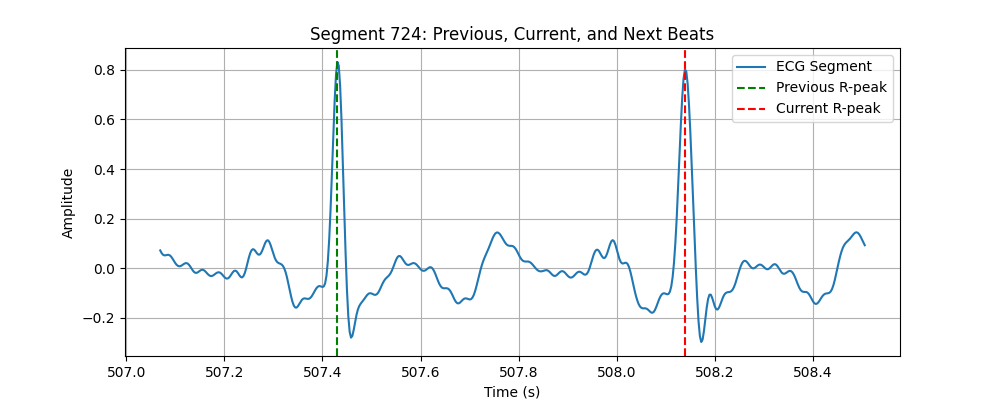 Segment 724: Previous, Current, and Next Beats
ECG Segment
Previous R-peak
Current R-peak
Amplitude
0.8
0.6
0.4
0.2
0.0
−0.2
507.0 507.2 507.4 507.6 507.8 508.0 508.2 508.4
Time (s)